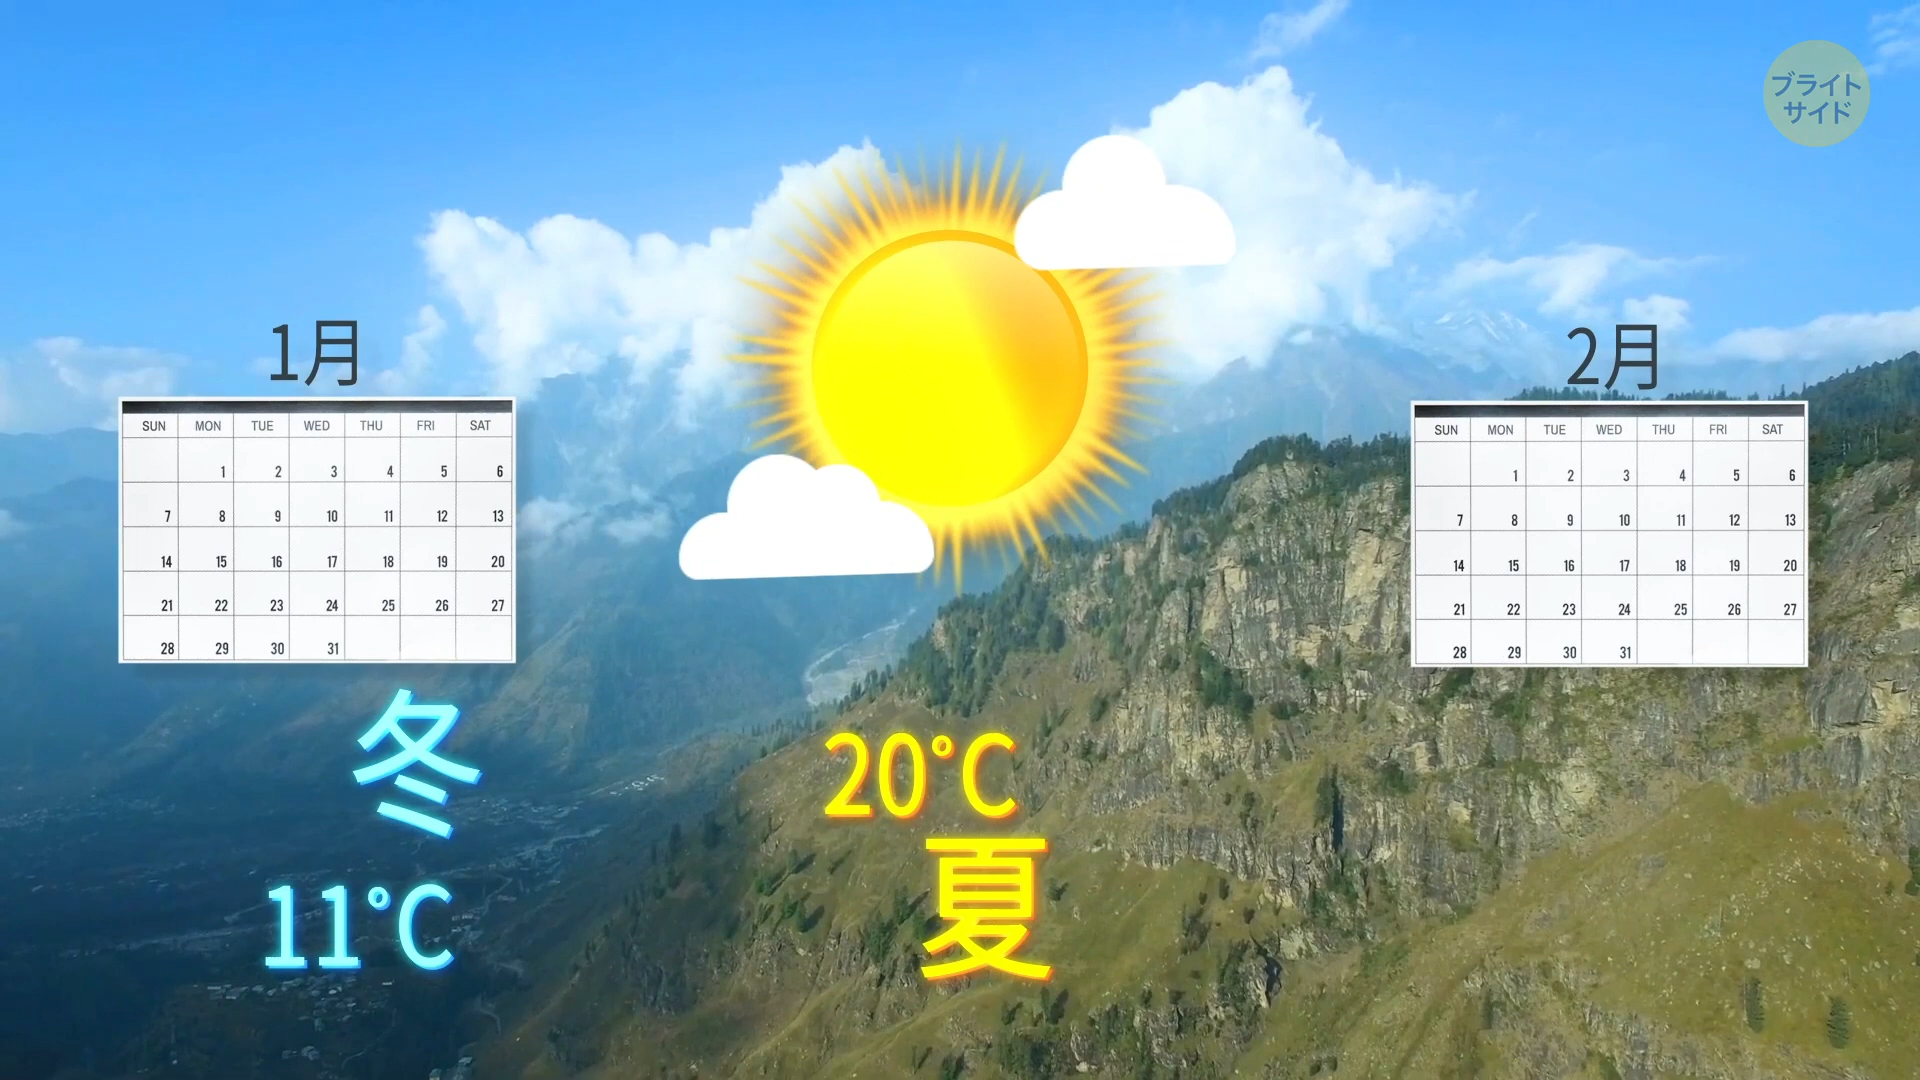 ブライト
サイド
1月
SUN MON TUE WED THU FRI SAT
1 2 3 4 5 6
7 8 9 10 11 12 13
14 15 16 17 18 19 20
21 22 23 24 25 26 27
28 29 30 31
2月
SUN MON TUE WED THU FRI SAT
1 2 3 4 5 6
7 8 9 10 11 12 13
14 15 16 17 18 19 20
21 22 23 24 25 26 27
28 29 30 31
冬
11°C
20°C
夏